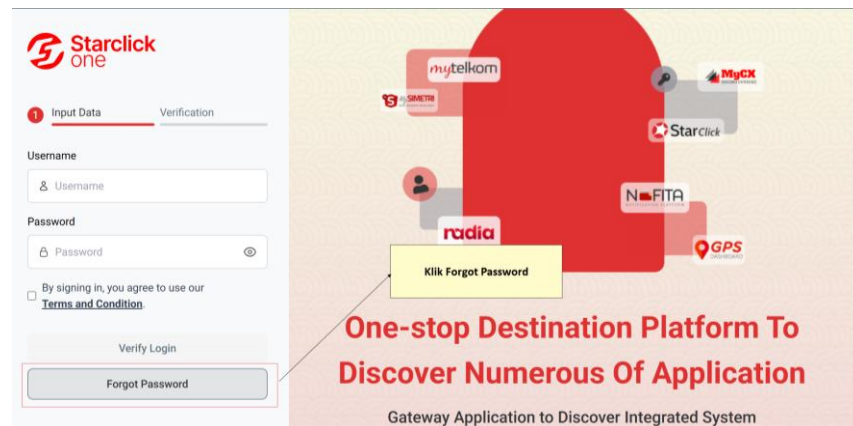 Starclick
one
1 Input Data Verification
Username
Username
Password
Password
By signing in, you agree to use our
Terms and Condition.
Verify Login
Forgot Password
mytelkom
MySIMETRI
MyCX
StarClick
NOFITA
radia
GPS
DASHBOARD
Klik Forgot Password
One-stop Destination Platform To
Discover Numerous Of Application
Gateway Application to Discover Integrated System